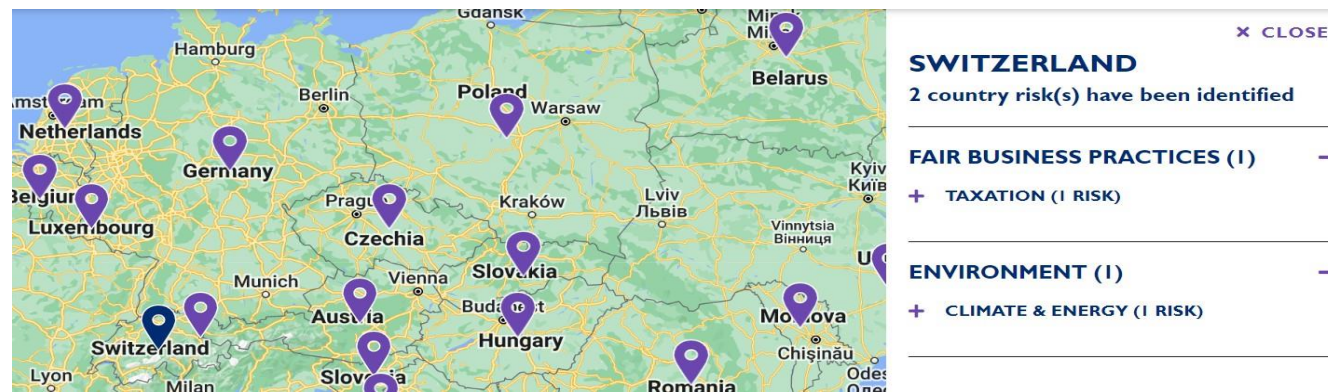 Gdansk
Minsk
Hamburg
Belarus
Berlin
Poland
Warsaw
Netherlands
Germany
Kyiv
Київ
Prague
Kraków
Lviv
Львів
Luxembourg
Czechia
Vinnytsia
Вінниця
Slovakia
Munich
Vienna
Austria
Budapest
Moldova
Switzerland
Hungary
Chișinău
Lyon
Milan
Slovenia
Romania
× CLOSE
SWITZERLAND
2 country risk(s) have been identified
FAIR BUSINESS PRACTICES (1)
+ TAXATION (1 RISK)
ENVIRONMENT (1)
+ CLIMATE & ENERGY (1 RISK)